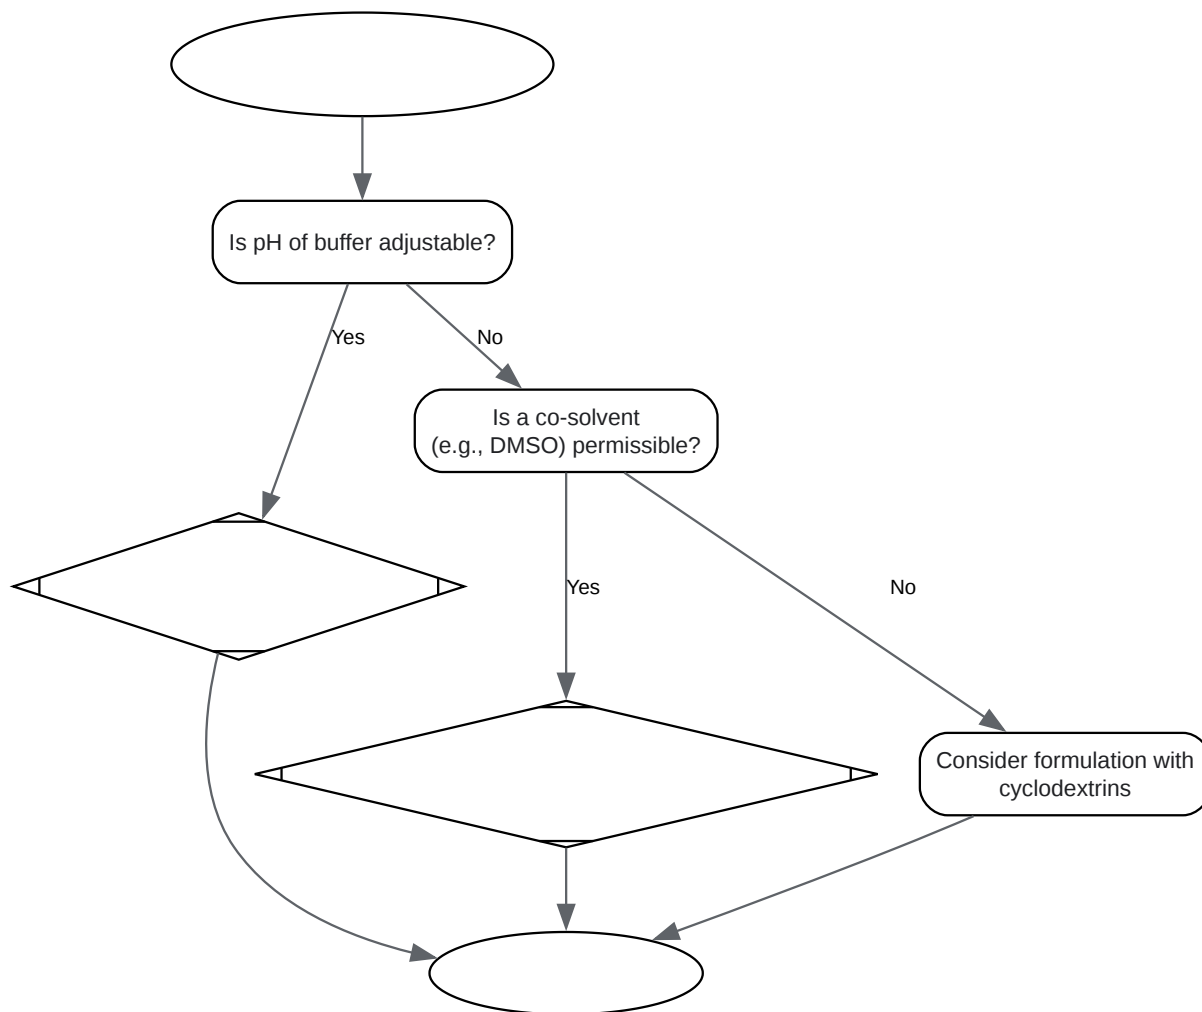 Is pH of buffer adjustable?
Yes
No
Is a co-solvent
(e.g., DMSO) permissible?
Yes
No
Consider formulation with
cyclodextrins